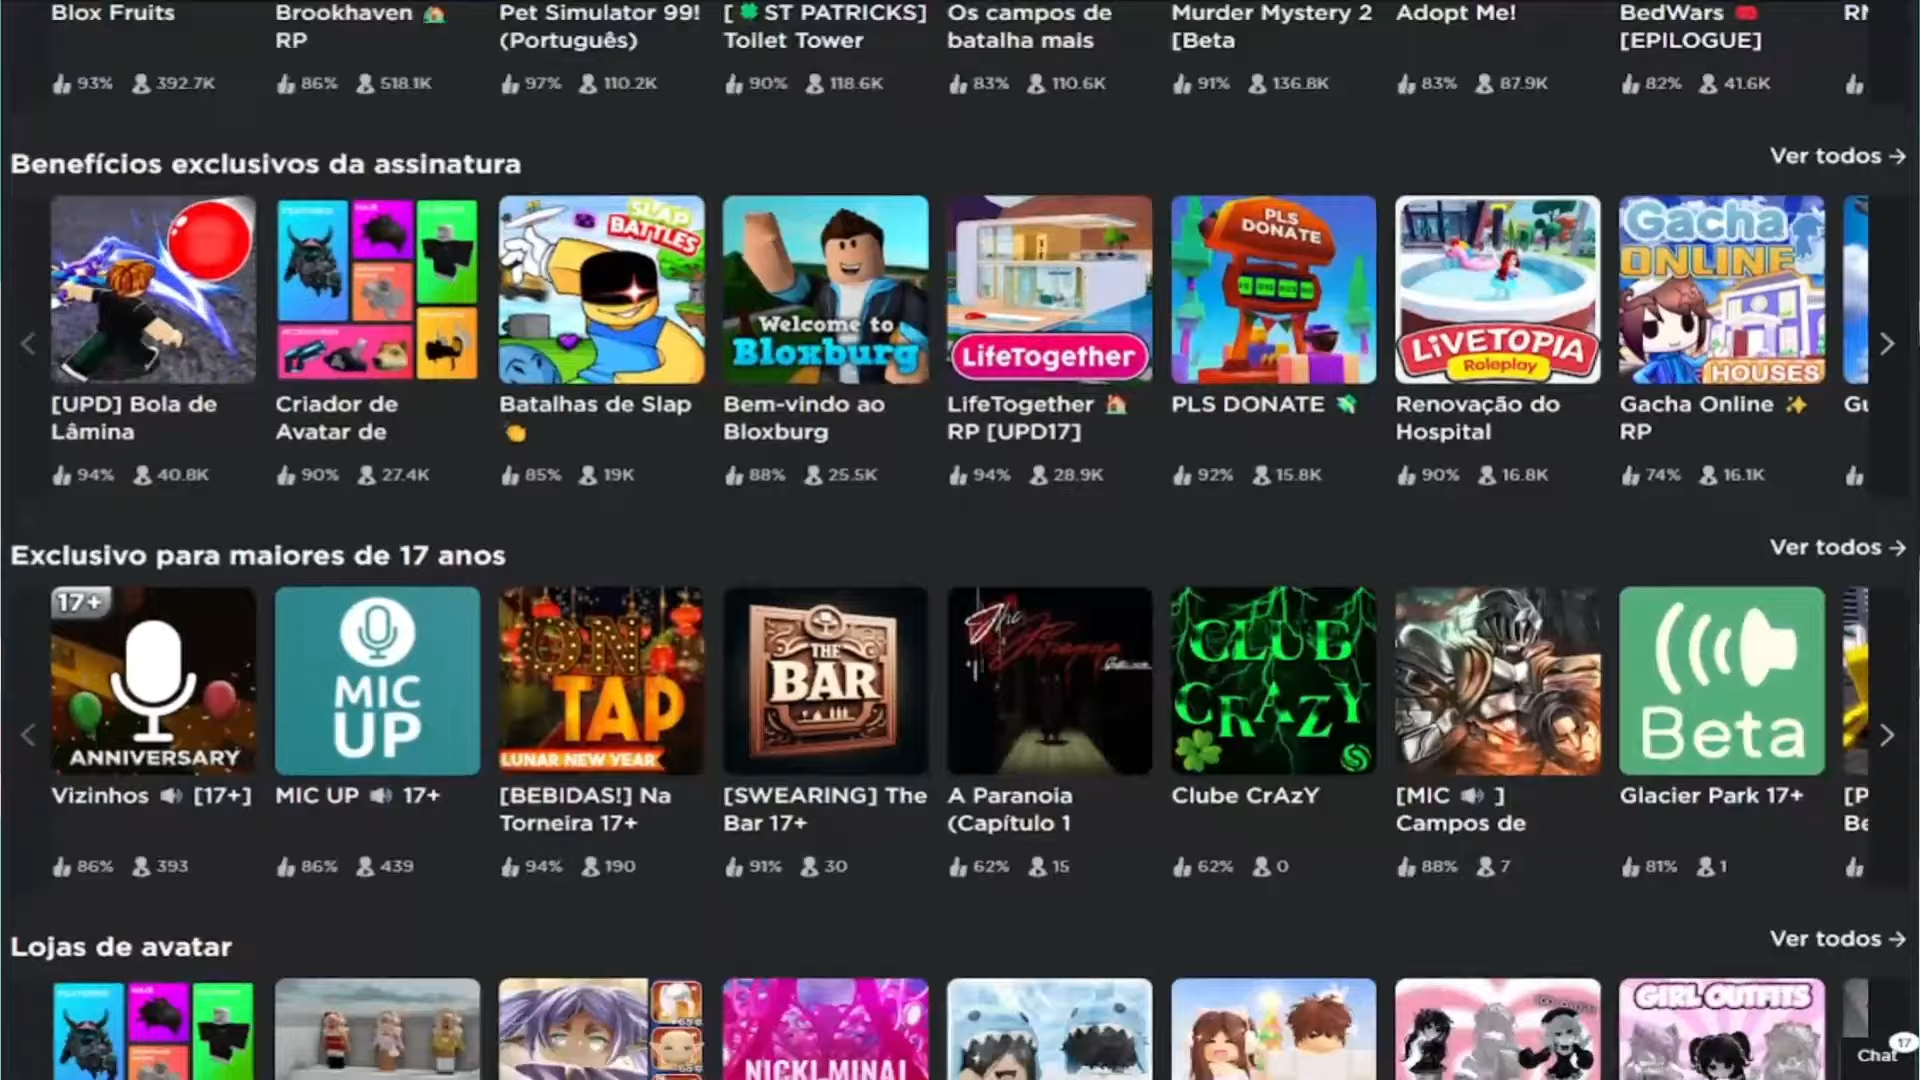 Blox Fruits
Brookhaven 🏠
RP
Pet Simulator 99!
(Português)
[🍀ST PATRICKS]
Toilet Tower
Os campos de
batalha mais
Murder Mystery 2
[Beta
Adopt Me!
BedWars
[EPILOGUE]
93% 392.7K
86% 518.1K
97% 110.2K
90% 118.6K
83% 110.6K
91% 136.8K
83% 87.9K
82% 41.6K
Benefícios exclusivos da assinatura
Ver todos →
SLAP
BATTLES
Welcome to
Bloxburg
LifeTogether
PLS
DONATE
LIVETOPIA
Roleplay
Gacha
ONLINE
HOUSES
[UPD] Bola de
Lâmina
Criador de
Avatar de
Batalhas de Slap
👏
Bem-vindo ao
Bloxburg
LifeTogether 🏠
RP [UPD17]
PLS DONATE 💸
Renovação do
Hospital
Gacha Online ✨
RP
94% 40.8K
90% 27.4K
85% 19K
88% 25.5K
94% 28.9K
92% 15.8K
90% 16.8K
74% 16.1K
Exclusivo para maiores de 17 anos
Ver todos →
17+
ANNIVERSARY
MIC
UP
ON
TAP
LUNAR NEW YEAR
THE
BAR
The
CLUB
CRAZY
Beta
Vizinhos 🔊 [17+]
MIC UP 🔊 17+
[BEBIDAS!] Na
Torneira 17+
[SWEARING] The
Bar 17+
A Paranoia
(Capítulo 1
Clube CrAzY
[MIC 🔊 ]
Campos de
Glacier Park 17+
86% 393
86% 439
94% 190
91% 30
62% 15
62% 0
88% 7
81% 1
Lojas de avatar
Ver todos →
NICKI MINAJ
GIRL OUTFITS
Chat
17